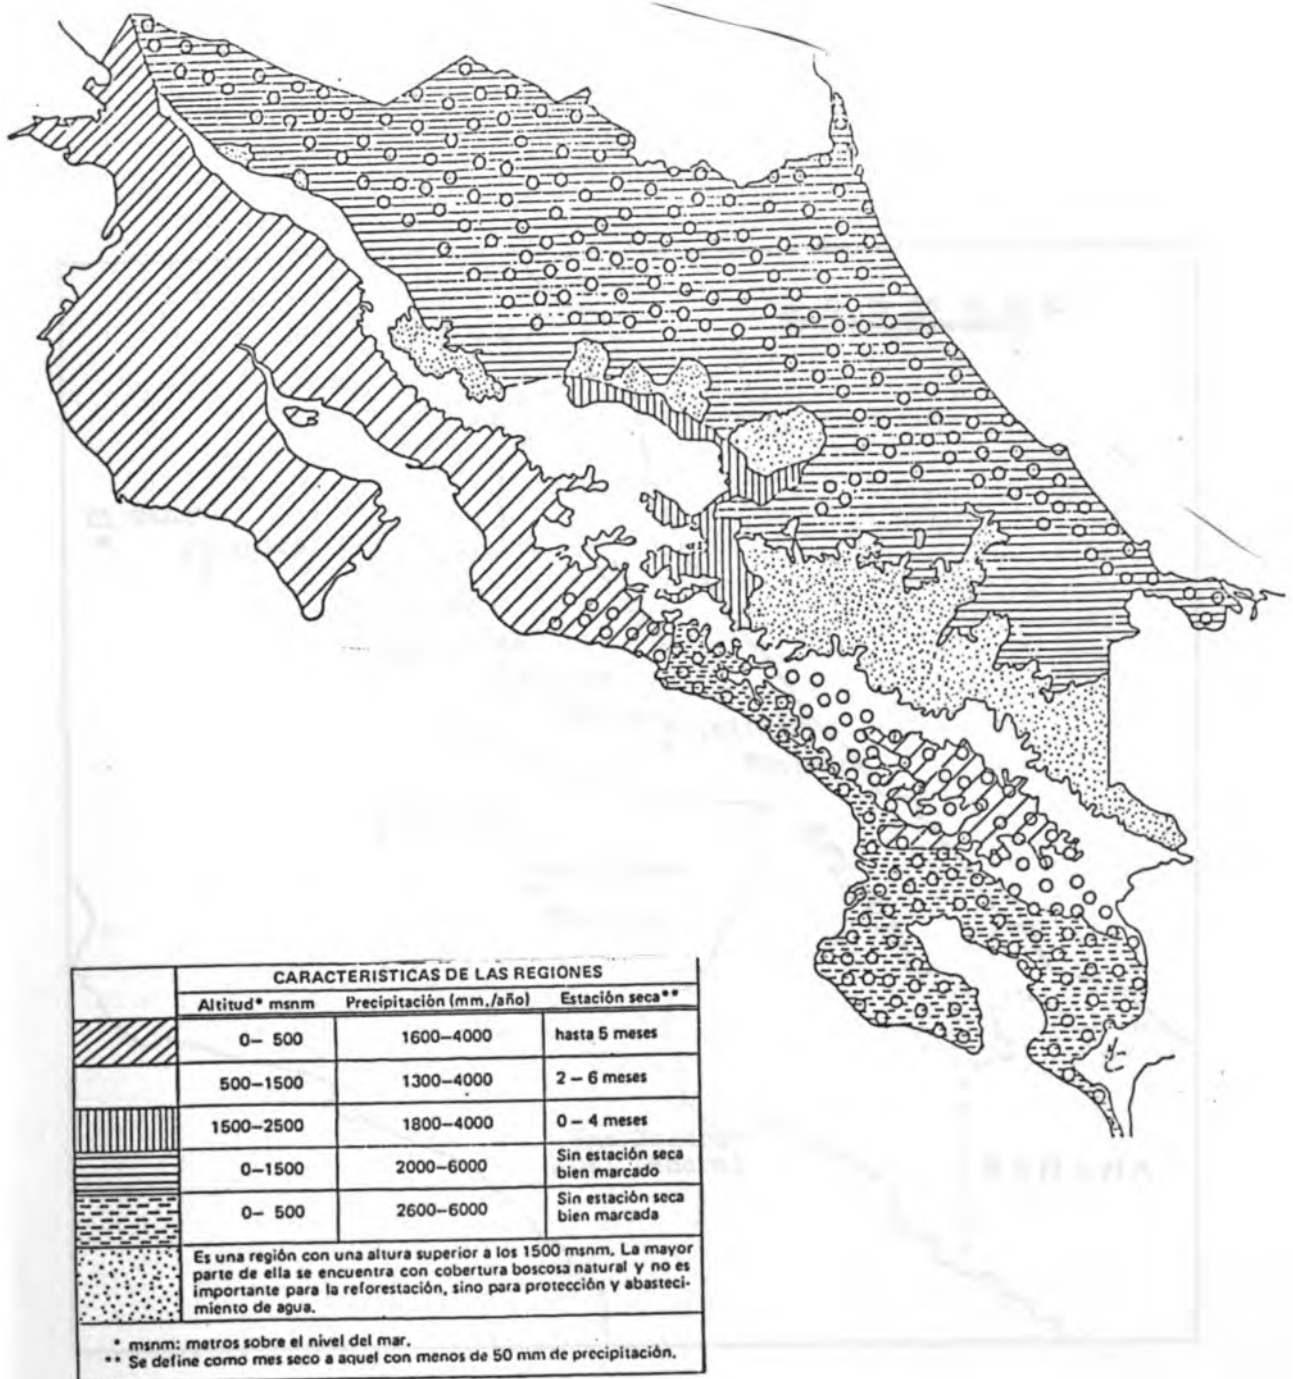 CARACTERISTICAS DE LAS REGIONES
Altitud* msnm Precipitación (mm./año) Estación seca**
0– 500 1600–4000 hasta 5 meses
500–1500 1300–4000 2 – 6 meses
1500–2500 1800–4000 0 – 4 meses
0–1500 2000–6000 Sin estación seca
bien marcado
0– 500 2600–6000 Sin estación seca
bien marcada
Es una región con una altura superior a los 1500 msnm. La mayor
parte de ella se encuentra con cobertura boscosa natural y no es
importante para la reforestación, sino para protección y abasteci-
miento de agua.
* msnm: metros sobre el nivel del mar.
** Se define como mes seco a aquel con menos de 50 mm de precipitación.